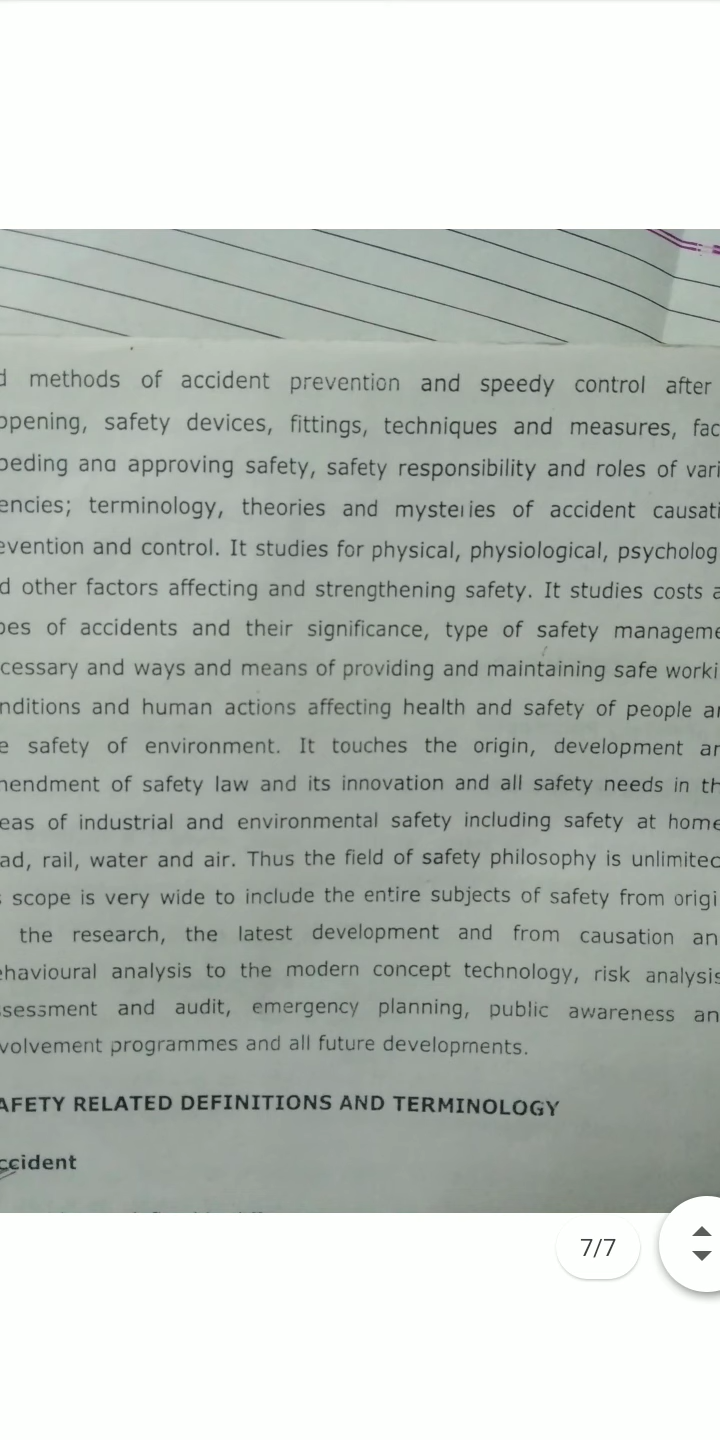 d methods of accident prevention and speedy control after
ppening, safety devices, fittings, techniques and measures, fac
peding and approving safety, safety responsibility and roles of vari
encies; terminology, theories and mysteries of accident causati
evention and control. It studies for physical, physiological, psycholog
d other factors affecting and strengthening safety. It studies costs a
pes of accidents and their significance, type of safety manageme
cessary and ways and means of providing and maintaining safe worki
nditions and human actions affecting health and safety of people ar
e safety of environment. It touches the origin, development ar
nendment of safety law and its innovation and all safety needs in th
eas of industrial and environmental safety including safety at home
ad, rail, water and air. Thus the field of safety philosophy is unlimited
s scope is very wide to include the entire subjects of safety from origi
the research, the latest development and from causation an
ehavioural analysis to the modern concept technology, risk analysis
ssessment and audit, emergency planning, public awareness an
volvement programmes and all future developments.
AFETY RELATED DEFINITIONS AND TERMINOLOGY
ccident
7/7